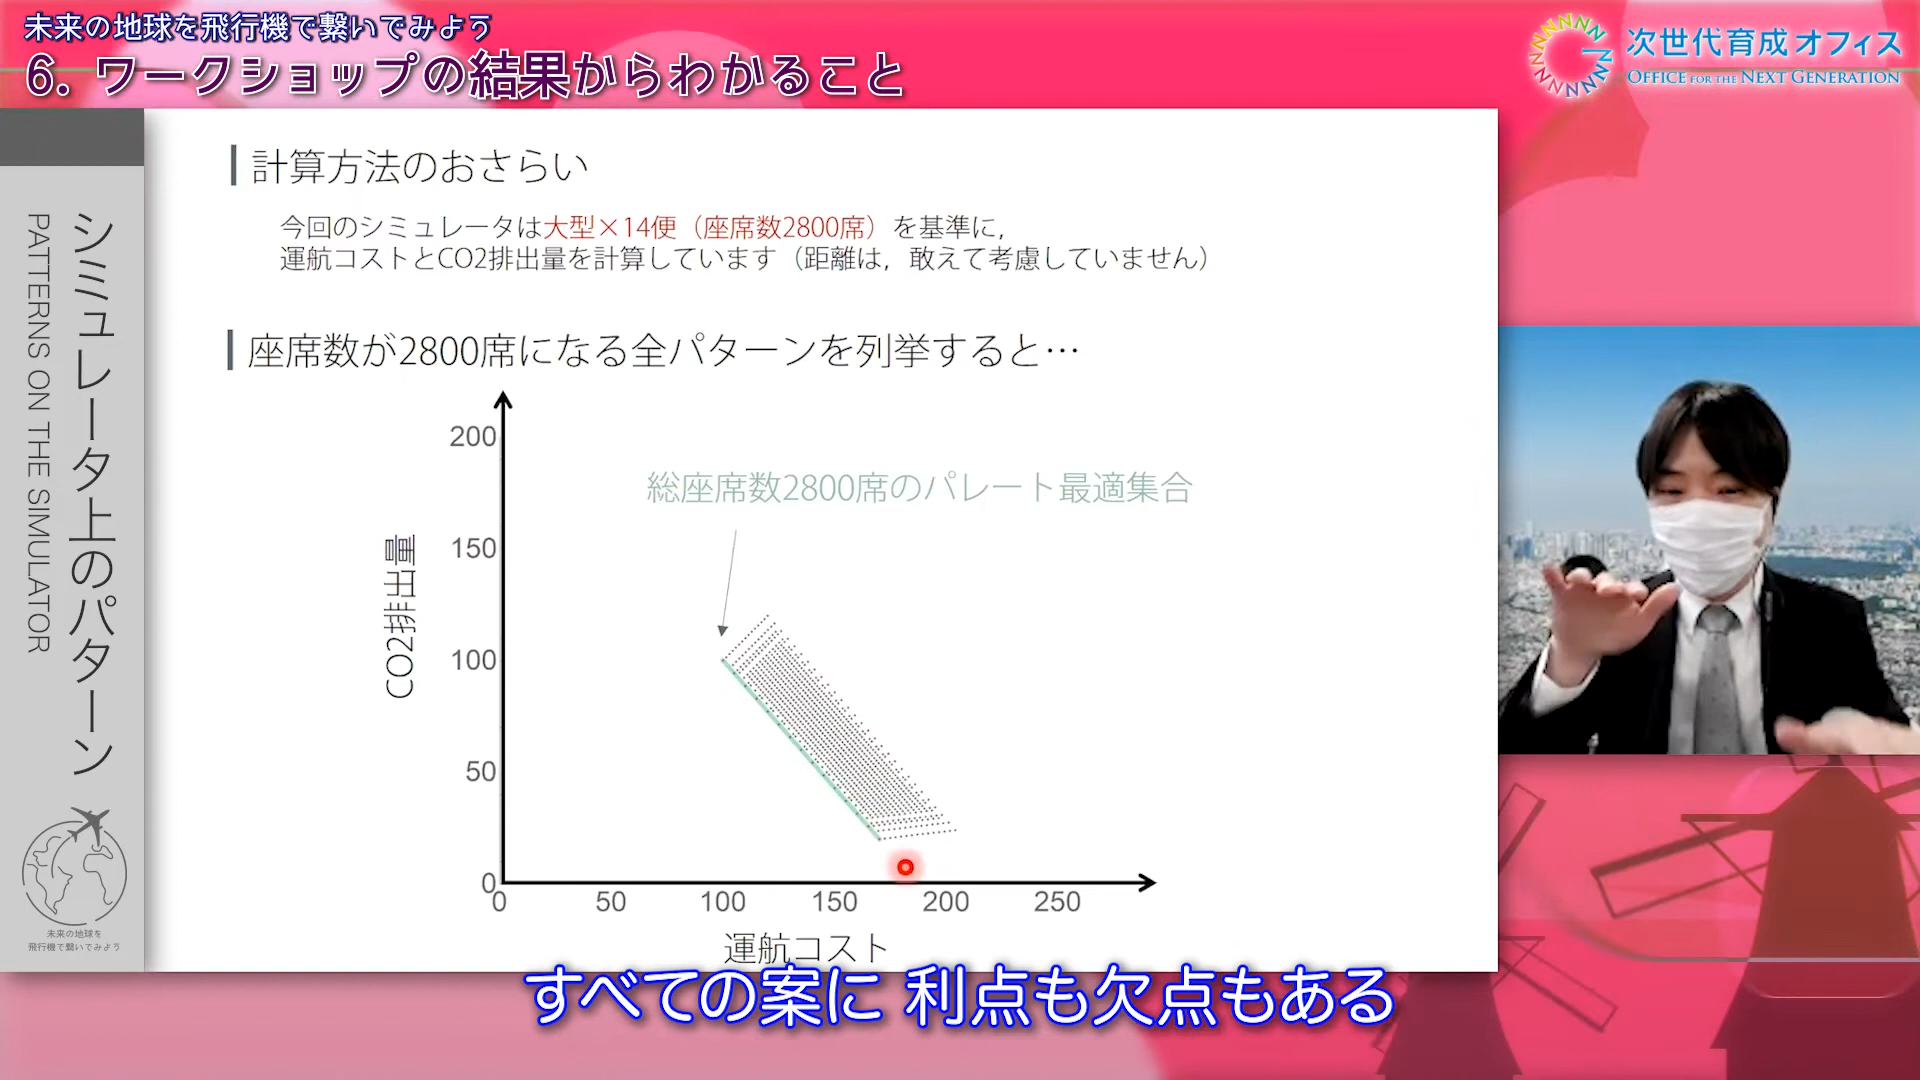 未来の地球を飛行機で繋いでみよう
6. ワークショップの結果からわかること
次世代育成オフィス
OFFICE FOR THE NEXT GENERATION
シミュレータ上のパターン
PATTERNS ON THE SIMULATOR
未来の地球を
飛行機で繋いでみよう
計算方法のおさらい
今回のシミュレータは大型×14便（座席数2800席）を基準に,
運航コストとCO2排出量を計算しています（距離は，敢えて考慮していません）
座席数が2800席になる全パターンを列挙すると…
総座席数2800席のパレート最適集合
CO2排出量
200
150
100
50
0
0 50 100 150 200 250
運航コスト
すべての案に 利点も欠点もある